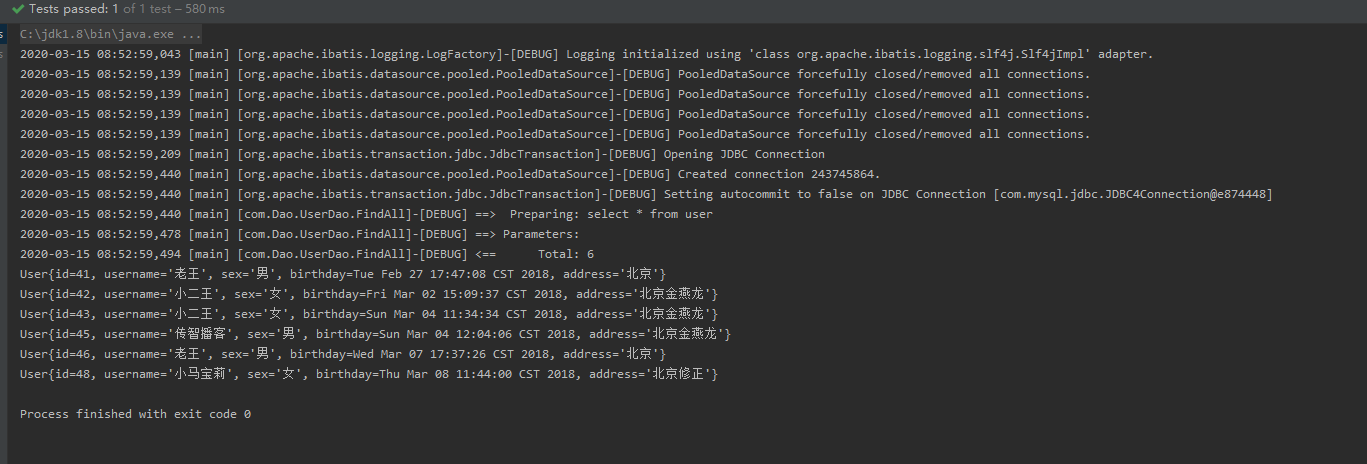 Tests passed: 1 of 1 test – 580 ms
C:\jdk1.8\bin\java.exe ...
2020-03-15 08:52:59,043 [main] [org.apache.ibatis.logging.LogFactory]-[DEBUG] Logging initialized using 'class org.apache.ibatis.logging.slf4j.Slf4jImpl' adapter.
2020-03-15 08:52:59,139 [main] [org.apache.ibatis.datasource.pooled.PooledDataSource]-[DEBUG] PooledDataSource forcefully closed/removed all connections.
2020-03-15 08:52:59,139 [main] [org.apache.ibatis.datasource.pooled.PooledDataSource]-[DEBUG] PooledDataSource forcefully closed/removed all connections.
2020-03-15 08:52:59,139 [main] [org.apache.ibatis.datasource.pooled.PooledDataSource]-[DEBUG] PooledDataSource forcefully closed/removed all connections.
2020-03-15 08:52:59,139 [main] [org.apache.ibatis.datasource.pooled.PooledDataSource]-[DEBUG] PooledDataSource forcefully closed/removed all connections.
2020-03-15 08:52:59,209 [main] [org.apache.ibatis.transaction.jdbc.JdbcTransaction]-[DEBUG] Opening JDBC Connection
2020-03-15 08:52:59,440 [main] [org.apache.ibatis.datasource.pooled.PooledDataSource]-[DEBUG] Created connection 243745864.
2020-03-15 08:52:59,440 [main] [org.apache.ibatis.transaction.jdbc.JdbcTransaction]-[DEBUG] Setting autocommit to false on JDBC Connection [com.mysql.jdbc.JDBC4Connection@e874448]
2020-03-15 08:52:59,440 [main] [com.Dao.UserDao.FindAll]-[DEBUG] ==>  Preparing: select * from user
2020-03-15 08:52:59,478 [main] [com.Dao.UserDao.FindAll]-[DEBUG] ==> Parameters:
2020-03-15 08:52:59,494 [main] [com.Dao.UserDao.FindAll]-[DEBUG] <==      Total: 6
User{id=41, username='老王', sex='男', birthday=Tue Feb 27 17:47:08 CST 2018, address='北京'}
User{id=42, username='小二王', sex='女', birthday=Fri Mar 02 15:09:37 CST 2018, address='北京金燕龙'}
User{id=43, username='小二王', sex='女', birthday=Sun Mar 04 11:34:34 CST 2018, address='北京金燕龙'}
User{id=45, username='传智播客', sex='男', birthday=Sun Mar 04 12:04:06 CST 2018, address='北京金燕龙'}
User{id=46, username='老王', sex='男', birthday=Wed Mar 07 17:37:26 CST 2018, address='北京'}
User{id=48, username='小马宝莉', sex='女', birthday=Thu Mar 08 11:44:00 CST 2018, address='北京修正'}
Process finished with exit code 0